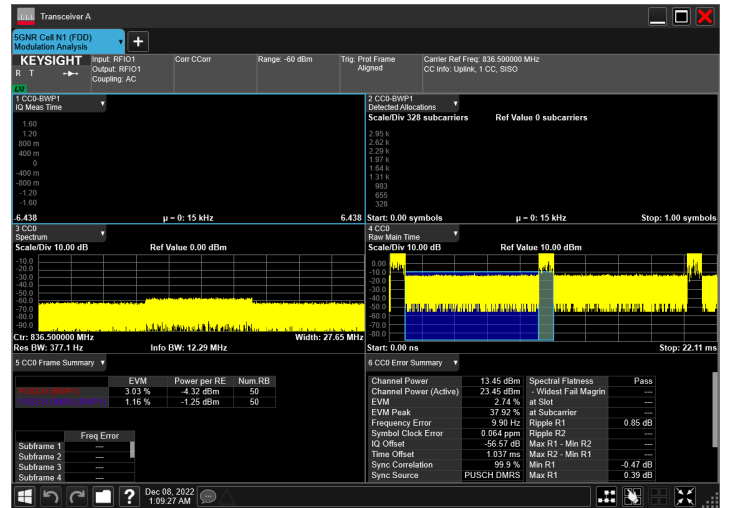 Transceiver A
5GNR Cell N1 (FDD)
Modulation Analysis
KEYSIGHT
R T
LXI
Input: RFIO1
Output: RFIO1
Coupling: AC
Corr CCorr
Range: -60 dBm
Trig: Prot Frame
Aligned
Carrier Ref Freq: 836.500000 MHz
CC Info: Uplink, 1 CC, SISO
1 CC0-BWP1
IQ Meas Time
1.60
1.20
800 m
400 m
0
-400 m
-800 m
-1.20
-1.60
-6.438 μ = 0: 15 kHz 6.438
2 CC0-BWP1
Detected Allocations
Scale/Div 328 subcarriers Ref Value 0 subcarriers
2.95 k
2.62 k
2.29 k
1.97 k
1.64 k
1.31 k
983
655
328
Start: 0.00 symbols μ = 0: 15 kHz Stop: 1.00 symbols
3 CC0
Spectrum
Scale/Div 10.00 dB Ref Value 0.00 dBm
-10.0
-20.0
-30.0
-40.0
-50.0
-60.0
-70.0
-80.0
-90.0
Ctr: 836.500000 MHz Width: 27.65 MHz
Res BW: 377.1 Hz Info BW: 12.29 MHz
4 CC0
Raw Main Time
Scale/Div 10.00 dB Ref Value 10.00 dBm
0.00
-10.0
-20.0
-30.0
-40.0
-50.0
-60.0
-70.0
-80.0
Start: 0.00 ns Stop: 22.11 ms
5 CC0 Frame Summary
EVM Power per RE Num.RB
3.03 % -4.32 dBm 50
1.16 % -1.25 dBm 50
Freq Error
Subframe 1 ---
Subframe 2 ---
Subframe 3 ---
Subframe 4 ---
6 CC0 Error Summary
Channel Power 13.45 dBm Spectral Flatness Pass
Channel Power (Active) 23.45 dBm - Widest Fail Magrin ---
EVM 2.74 % at Slot ---
EVM Peak 37.92 % at Subcarrier ---
Frequency Error 9.90 Hz Ripple R1 0.85 dB
Symbol Clock Error 0.064 ppm Ripple R2 ---
IQ Offset -56.57 dB Max R1 - Min R2 ---
Time Offset 1.037 ms Max R2 - Min R1 ---
Sync Correlation 99.9 % Min R1 -0.47 dB
Sync Source PUSCH DMRS Max R1 0.39 dB
Dec 08, 2022
1:09:27 AM